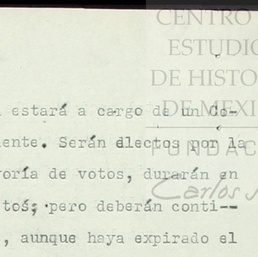 CENTRO
ESTUDIO
DE HISTO
DE MEXI
FUNDAC
Carlos S
estará a cargo de un Co-
ente. Serán dlectos por la
oría de votos, durarán en
tos; pero deberán conti--
, aunque haya expirado el